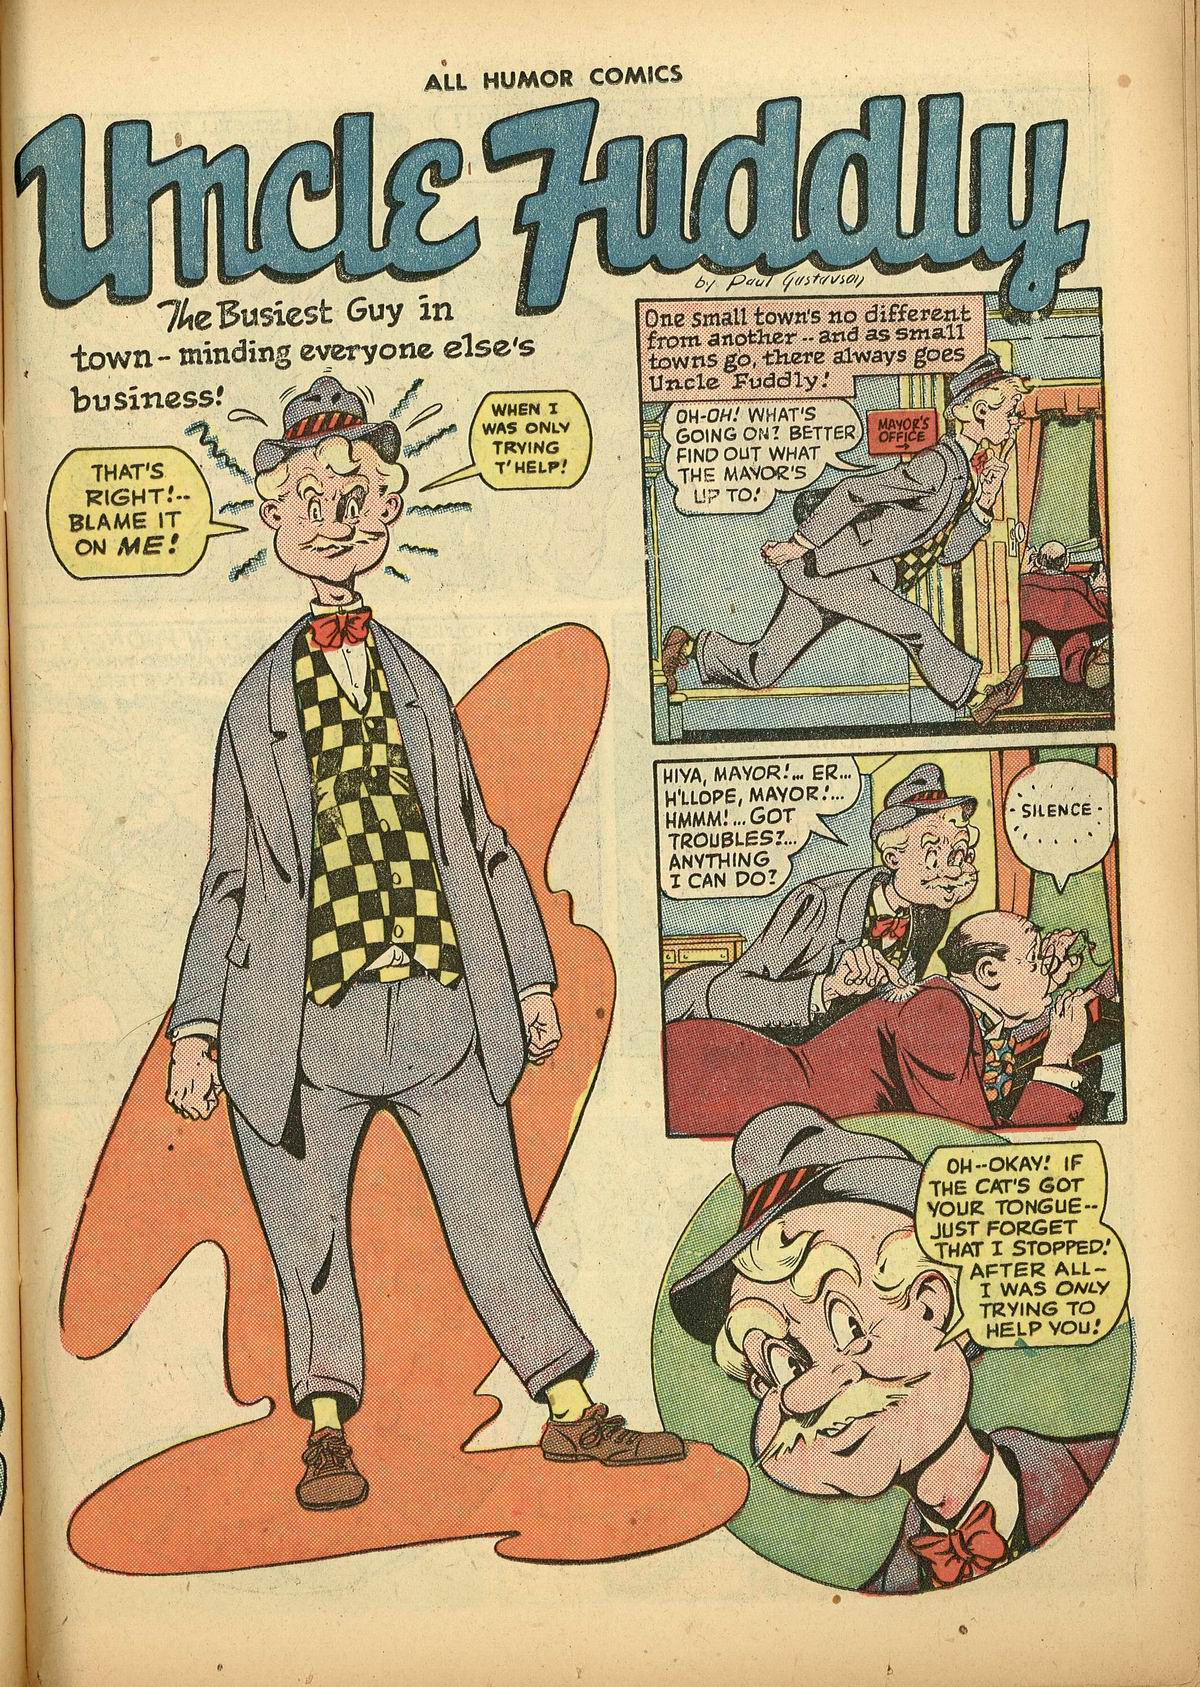 ALL HUMOR COMICS
Uncle Fuddly
by Paul Gustavson
The Busiest Guy in
town - minding everyone else's
business!
THAT'S
RIGHT!--
BLAME IT
ON ME!
WHEN I
WAS ONLY
TRYING
T'HELP!
One small town's no different
from another -- and as small
towns go, there always goes
Uncle Fuddly!
OH-OH! WHAT'S
GOING ON? BETTER
FIND OUT WHAT
THE MAYOR'S
UP TO!
MAYOR'S
OFFICE
→
HIYA, MAYOR!... ER...
H'LLOPE, MAYOR!...
HMMM!... GOT
TROUBLES?...
ANYTHING
I CAN DO?
- SILENCE -
OH--OKAY! IF
THE CAT'S GOT
YOUR TONGUE--
JUST FORGET
THAT I STOPPED!
AFTER ALL-
I WAS ONLY
TRYING TO
HELP YOU!